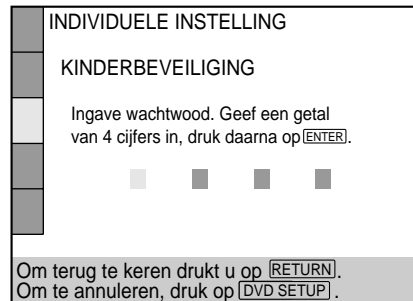 INDIVIDUELE INSTELLING
KINDERBEVEILIGING
Ingave wachtwood. Geef een getal
van 4 cijfers in, druk daarna op ENTER.
Om terug te keren drukt u op RETURN.
Om te annuleren, druk op DVD SETUP.